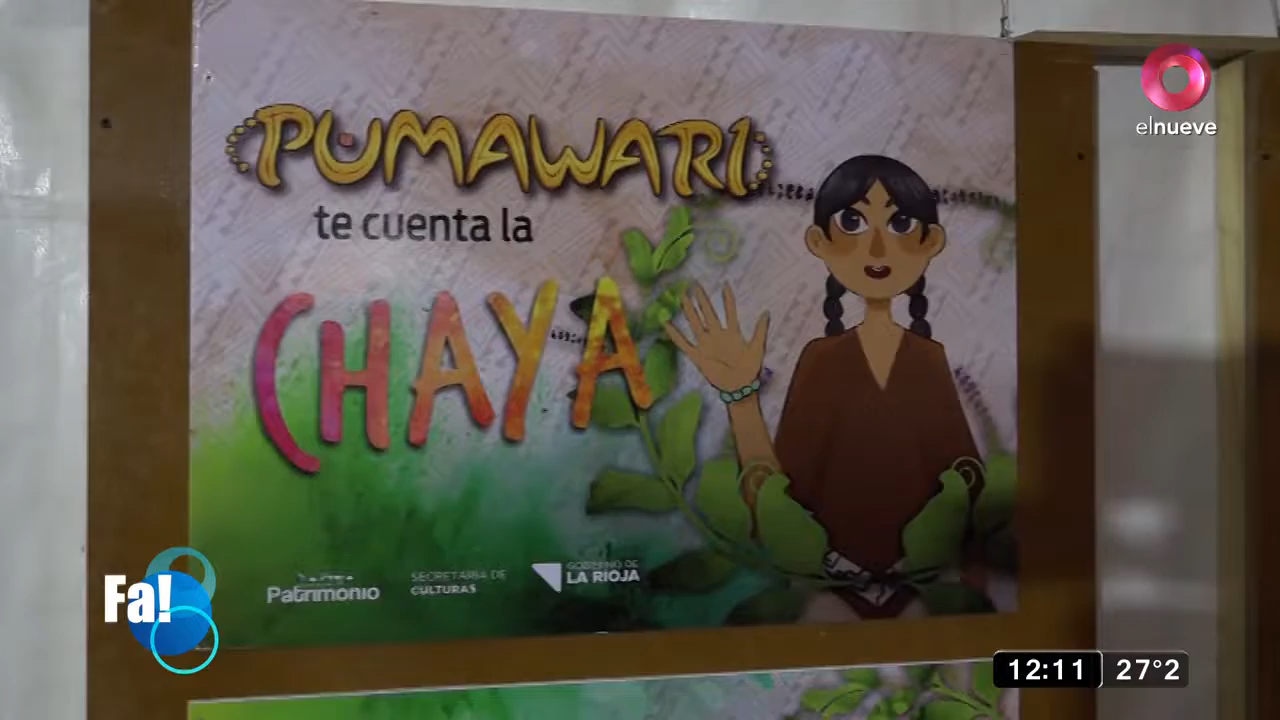 PUMAWARI
te cuenta la
CHAYA
Patrimonio
SECRETARÍA DE
CULTURAS
GOBIERNO DE
LA RIOJA
elnueve
Fa!
12:11
27°2